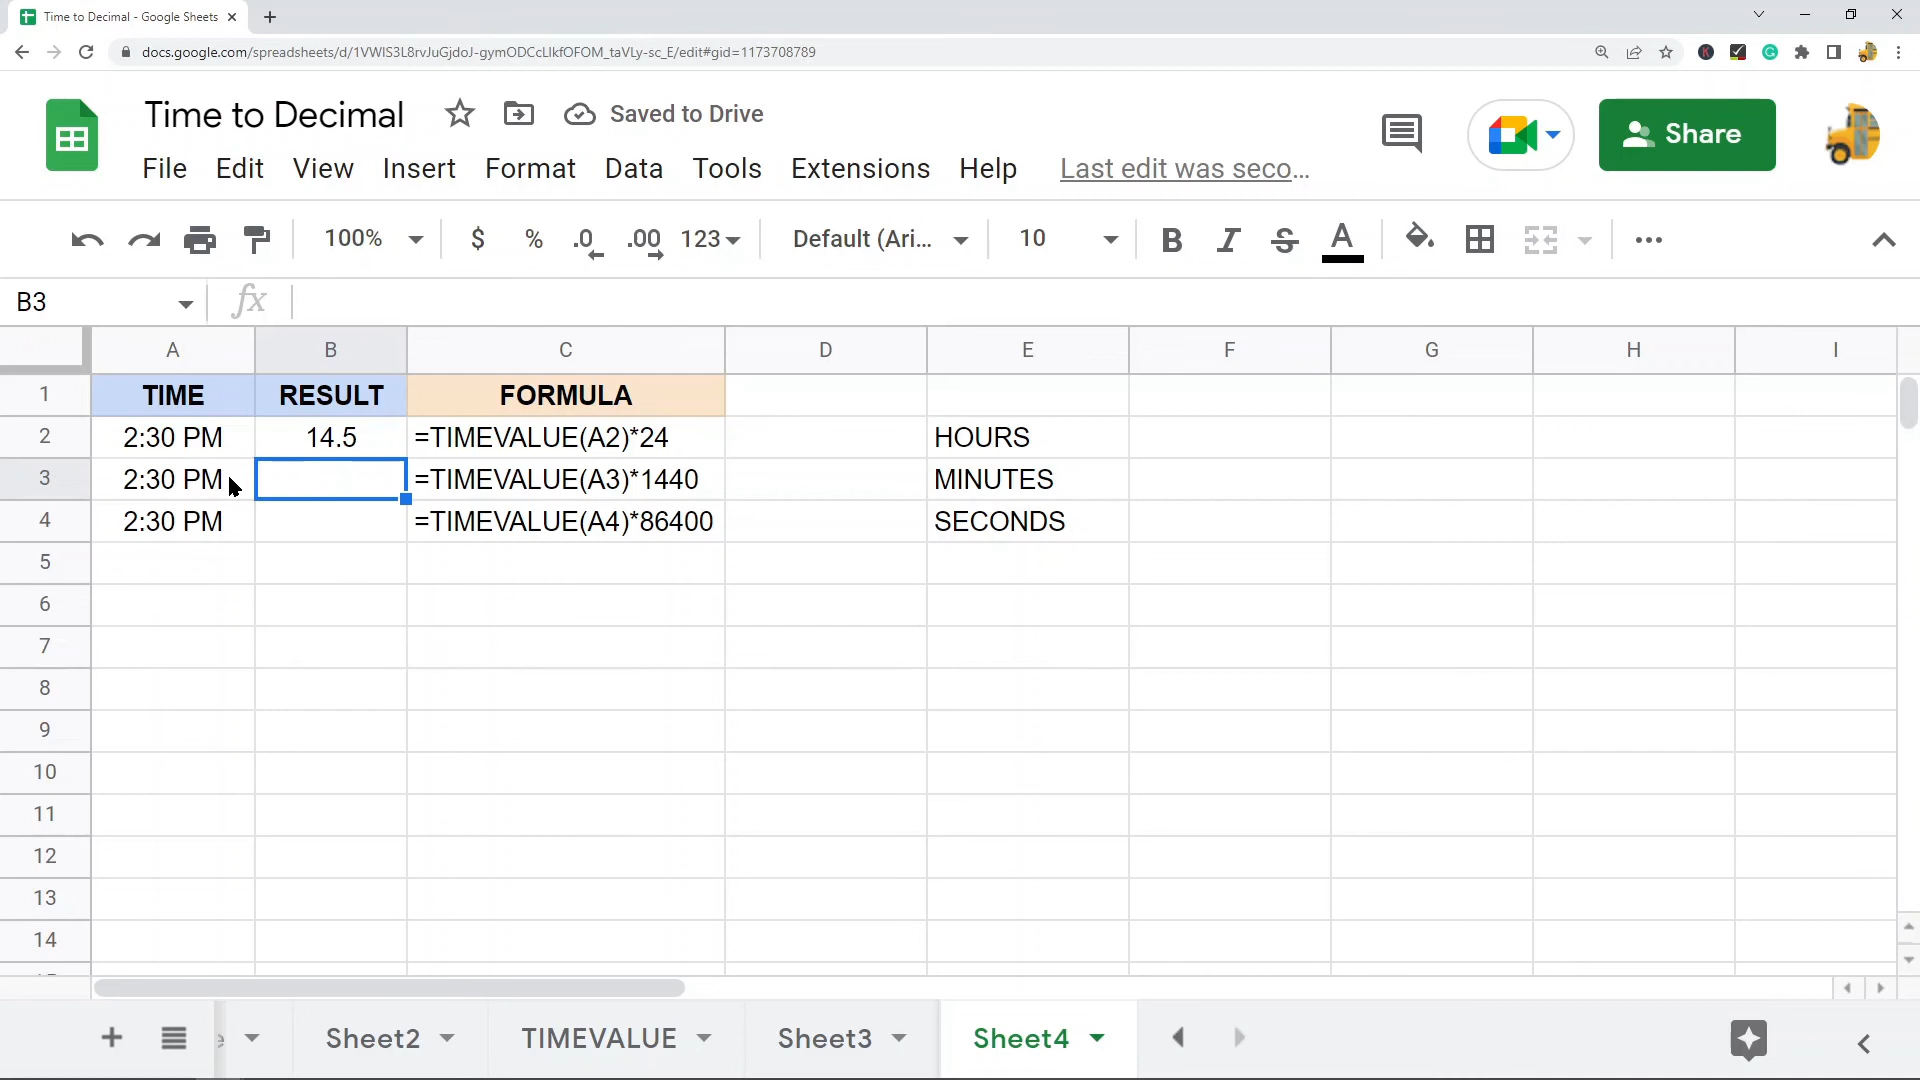 Time to Decimal - Google Sheets
docs.google.com/spreadsheets/d/1VWIS3L8rvJuGjdoJ-gymODCcLIkfOFOM_taVLy-sc_E/edit#gid=1173708789
Time to Decimal Saved to Drive
File Edit View Insert Format Data Tools Extensions Help Last edit was seco...
Share
100% $ % .0 .00 123 Default (Ari... 10 B I S A
B3 fx
A B C D E F G H I
1 TIME RESULT FORMULA
2 2:30 PM 14.5 =TIMEVALUE(A2)*24 HOURS
3 2:30 PM =TIMEVALUE(A3)*1440 MINUTES
4 2:30 PM =TIMEVALUE(A4)*86400 SECONDS
5
6
7
8
9
10
11
12
13
14
Sheet2 TIMEVALUE Sheet3 Sheet4